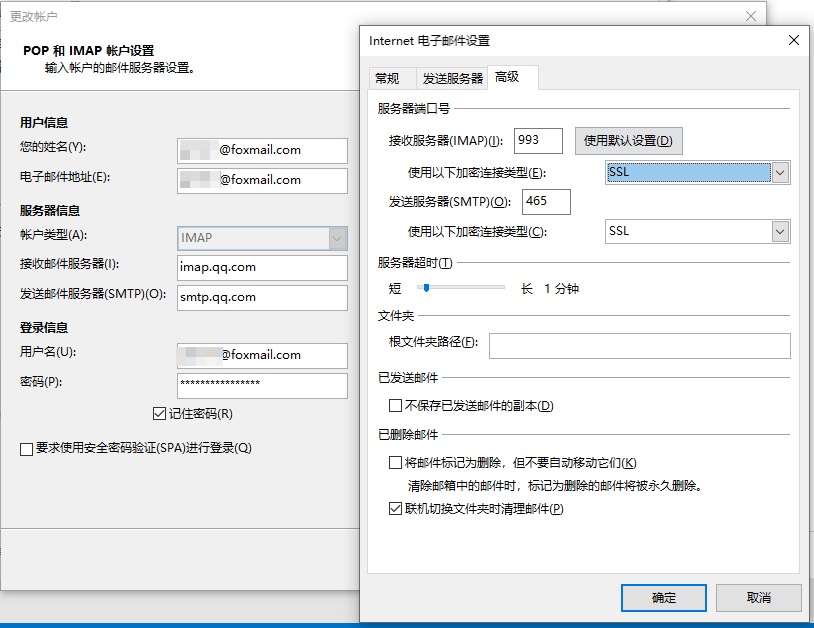 更改帐户
POP 和 IMAP 帐户设置
输入帐户的邮件服务器设置。
用户信息
您的姓名(Y):
@foxmail.com
电子邮件地址(E):
@foxmail.com
服务器信息
帐户类型(A):
IMAP
接收邮件服务器(I):
imap.qq.com
发送邮件服务器(SMTP)(O):
smtp.qq.com
登录信息
用户名(U):
@foxmail.com
密码(P):
****************
记住密码(R)
要求使用安全密码验证(SPA)进行登录(Q)
Internet 电子邮件设置
常规 发送服务器 高级
服务器端口号
接收服务器(IMAP)(I): 993 使用默认设置(D)
使用以下加密连接类型(E): SSL
发送服务器(SMTP)(O): 465
使用以下加密连接类型(C): SSL
服务器超时(T)
短 长 1 分钟
文件夹
根文件夹路径(F):
已发送邮件
不保存已发送邮件的副本(D)
已删除邮件
将邮件标记为删除，但不要自动移动它们(K)
清除邮箱中的邮件时，标记为删除的邮件将被永久删除。
联机切换文件夹时清理邮件(P)
确定 取消